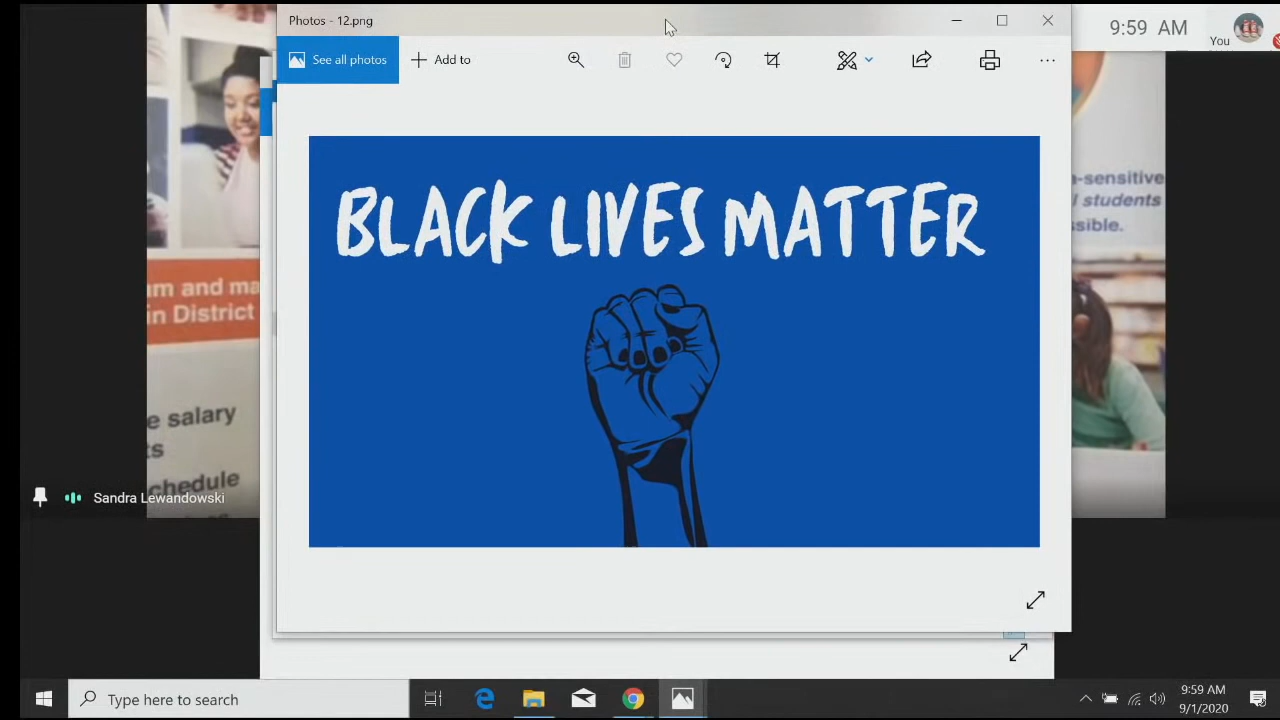 Photos - 12.png
9:59 AM
You
See all photos
Add to
BLACK LIVES MATTER
-sensitive
students
sible.
am and ma
in District
e salary
ts
chedule
Sandra Lewandowski
Type here to search
9:59 AM
9/1/2020